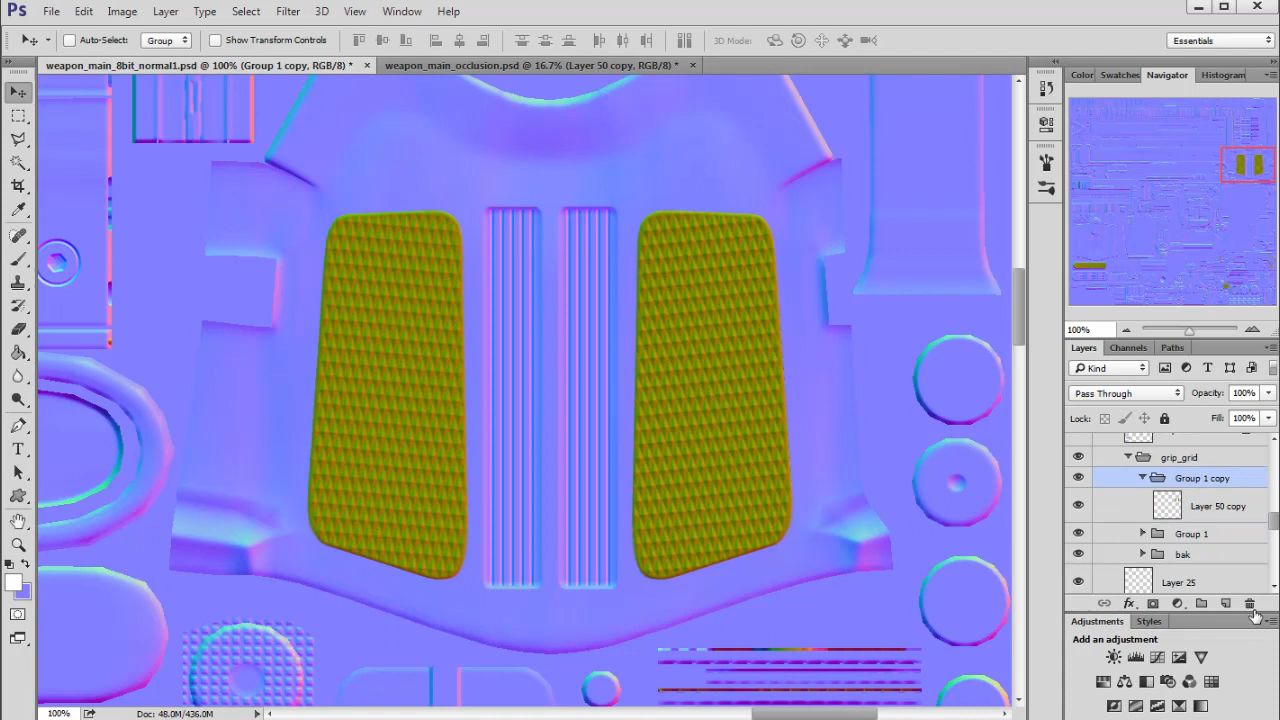 Ps File Edit Image Layer Type Select Filter 3D View Window Help
Auto-Select: Group Show Transform Controls 3D Mode: Essentials
weapon_main_8bit_normal1.psd @ 100% (Group 1 copy, RGB/8) * × weapon_main_occlusion.psd @ 16.7% (Layer 50 copy, RGB/8) * ×
Color Swatches Navigator Histogram
100%
Layers Channels Paths
Kind
Pass Through Opacity: 100%
Lock: Fill: 100%
grip_grid
Group 1 copy
Layer 50 copy
Group 1
bak
Layer 25
fx
Adjustments Styles
Add an adjustment
100% Doc: 48.0M/436.0M